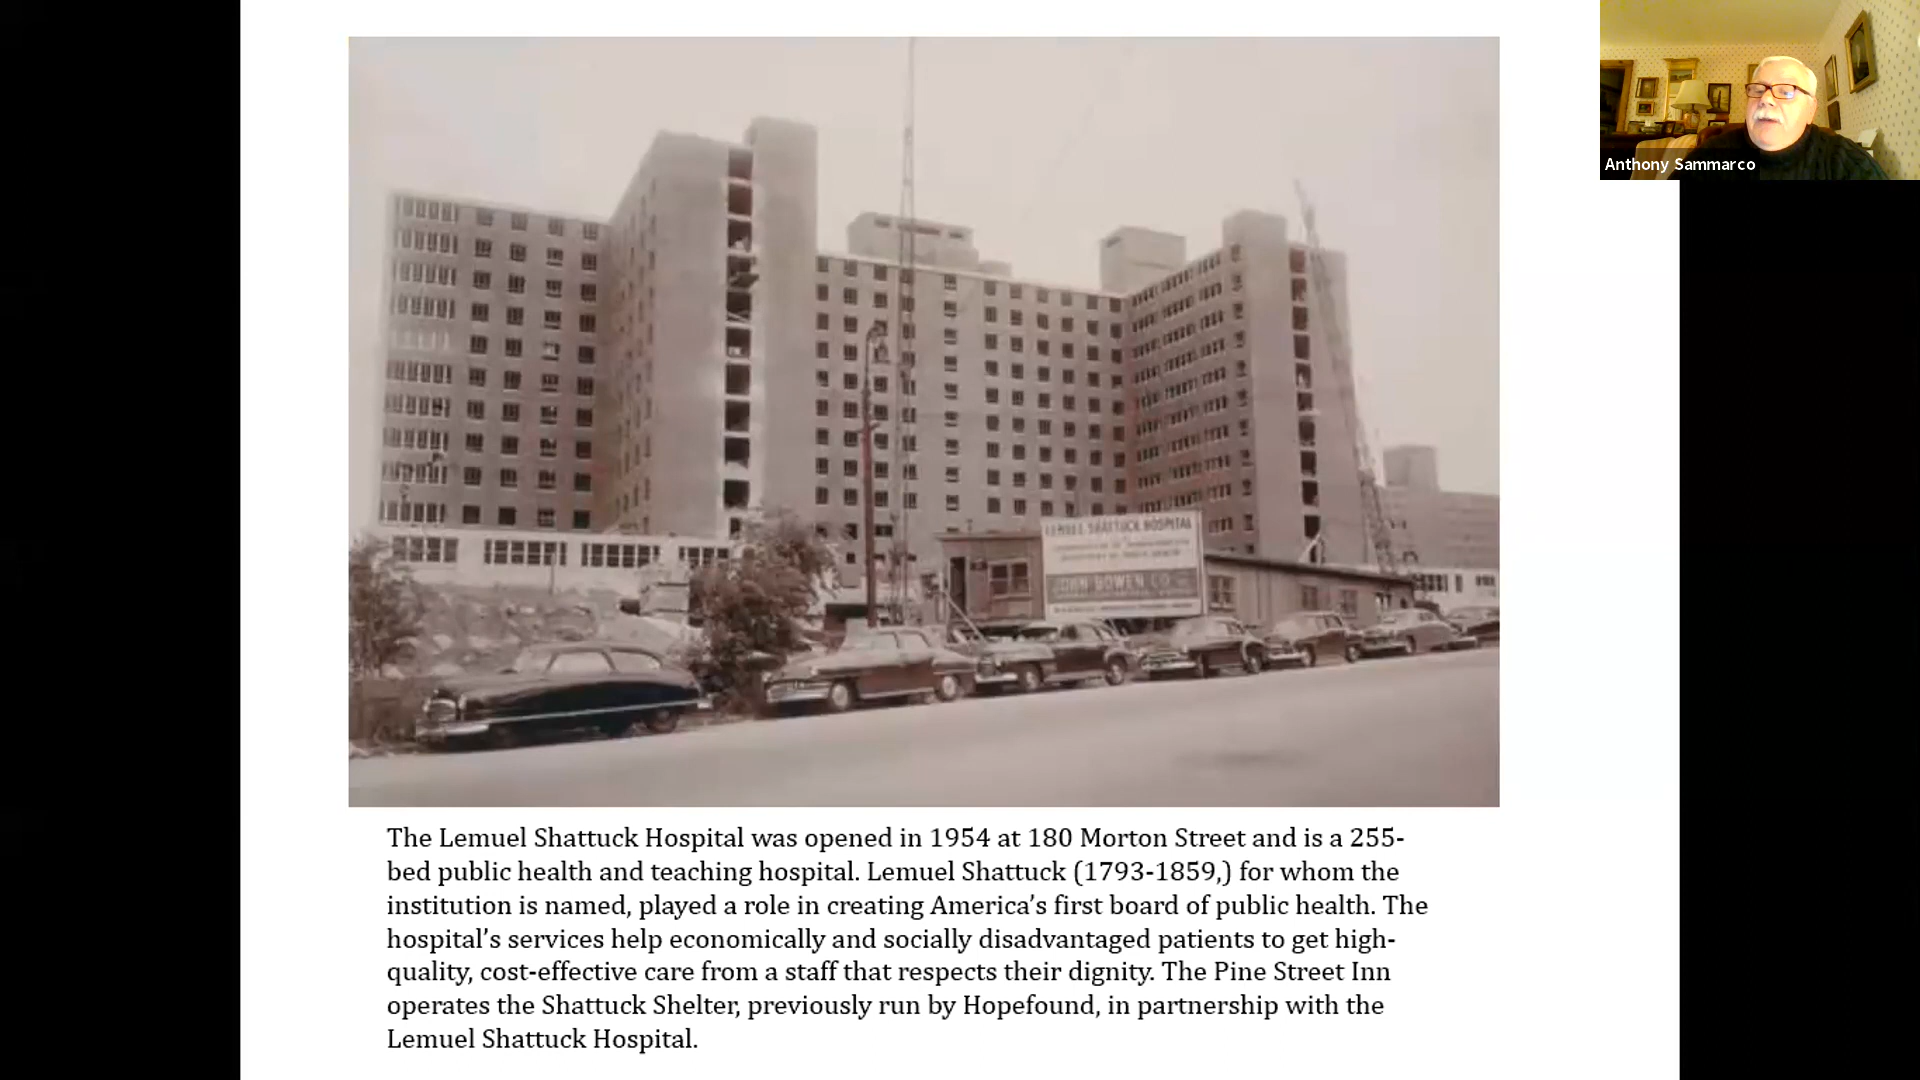 Anthony Sammarco
LEMUEL SHATTUCK HOSPITAL
JOHN BOWEN CO.
The Lemuel Shattuck Hospital was opened in 1954 at 180 Morton Street and is a 255-
bed public health and teaching hospital. Lemuel Shattuck (1793-1859,) for whom the
institution is named, played a role in creating America’s first board of public health. The
hospital’s services help economically and socially disadvantaged patients to get high-
quality, cost-effective care from a staff that respects their dignity. The Pine Street Inn
operates the Shattuck Shelter, previously run by Hopefound, in partnership with the
Lemuel Shattuck Hospital.